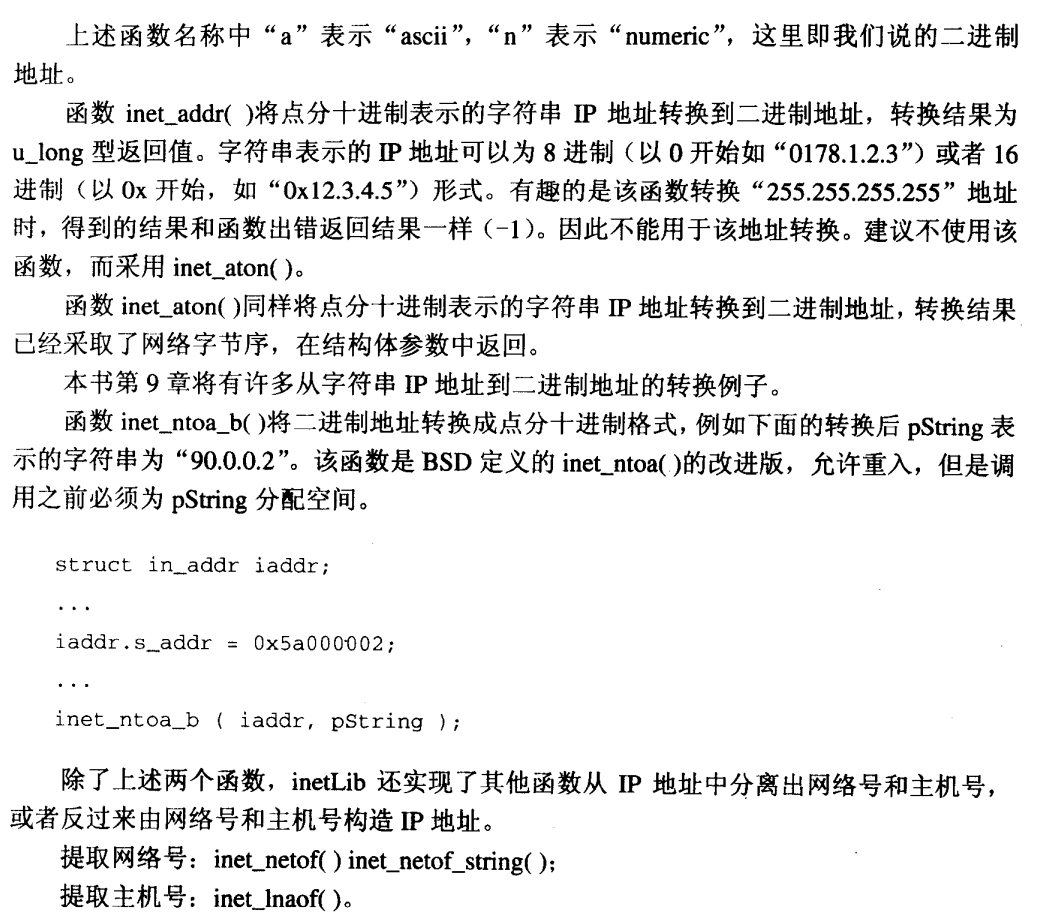 上述函数名称中“a”表示“ascii”，“n”表示“numeric”，这里即我们说的二进制
地址。
函数 inet_addr( )将点分十进制表示的字符串 IP 地址转换到二进制地址，转换结果为
u_long 型返回值。字符串表示的 IP 地址可以为 8 进制（以 0 开始如“0178.1.2.3”）或者 16
进制（以 0x 开始，如“0x12.3.4.5”）形式。有趣的是该函数转换“255.255.255.255”地址
时，得到的结果和函数出错返回结果一样（-1）。因此不能用于该地址转换。建议不使用该
函数，而采用 inet_aton( )。
函数 inet_aton( )同样将点分十进制表示的字符串 IP 地址转换到二进制地址，转换结果
已经采取了网络字节序，在结构体参数中返回。
本书第 9 章将有许多从字符串 IP 地址到二进制地址的转换例子。
函数 inet_ntoa_b( )将二进制地址转换成点分十进制格式，例如下面的转换后 pString 表
示的字符串为“90.0.0.2”。该函数是 BSD 定义的 inet_ntoa( )的改进版，允许重入，但是调
用之前必须为 pString 分配空间。
struct in_addr iaddr;
...
iaddr.s_addr = 0x5a000002;
...
inet_ntoa_b ( iaddr, pString );
除了上述两个函数，inetLib 还实现了其他函数从 IP 地址中分离出网络号和主机号，
或者反过来由网络号和主机号构造 IP 地址。
提取网络号：inet_netof( ) inet_netof_string( );
提取主机号：inet_lnaof( )。